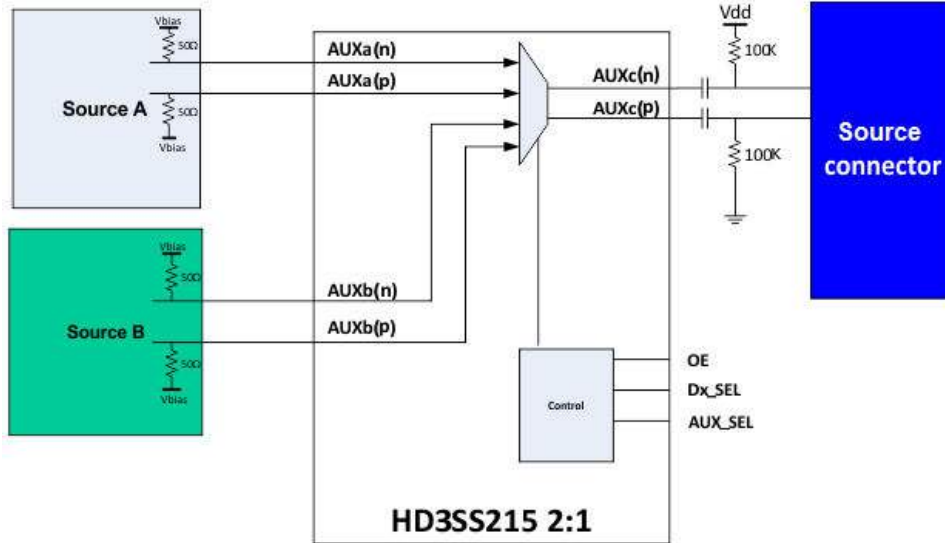 Vbias
50Ω
Source A
50Ω
Vbias
AUXa(n)
AUXa(p)
AUXc(n)
AUXc(p)
Vdd
100K
100K
Source
connector
Vbias
50Ω
Source B
50Ω
Vbias
AUXb(n)
AUXb(p)
Control
OE
Dx_SEL
AUX_SEL
HD3SS215 2:1